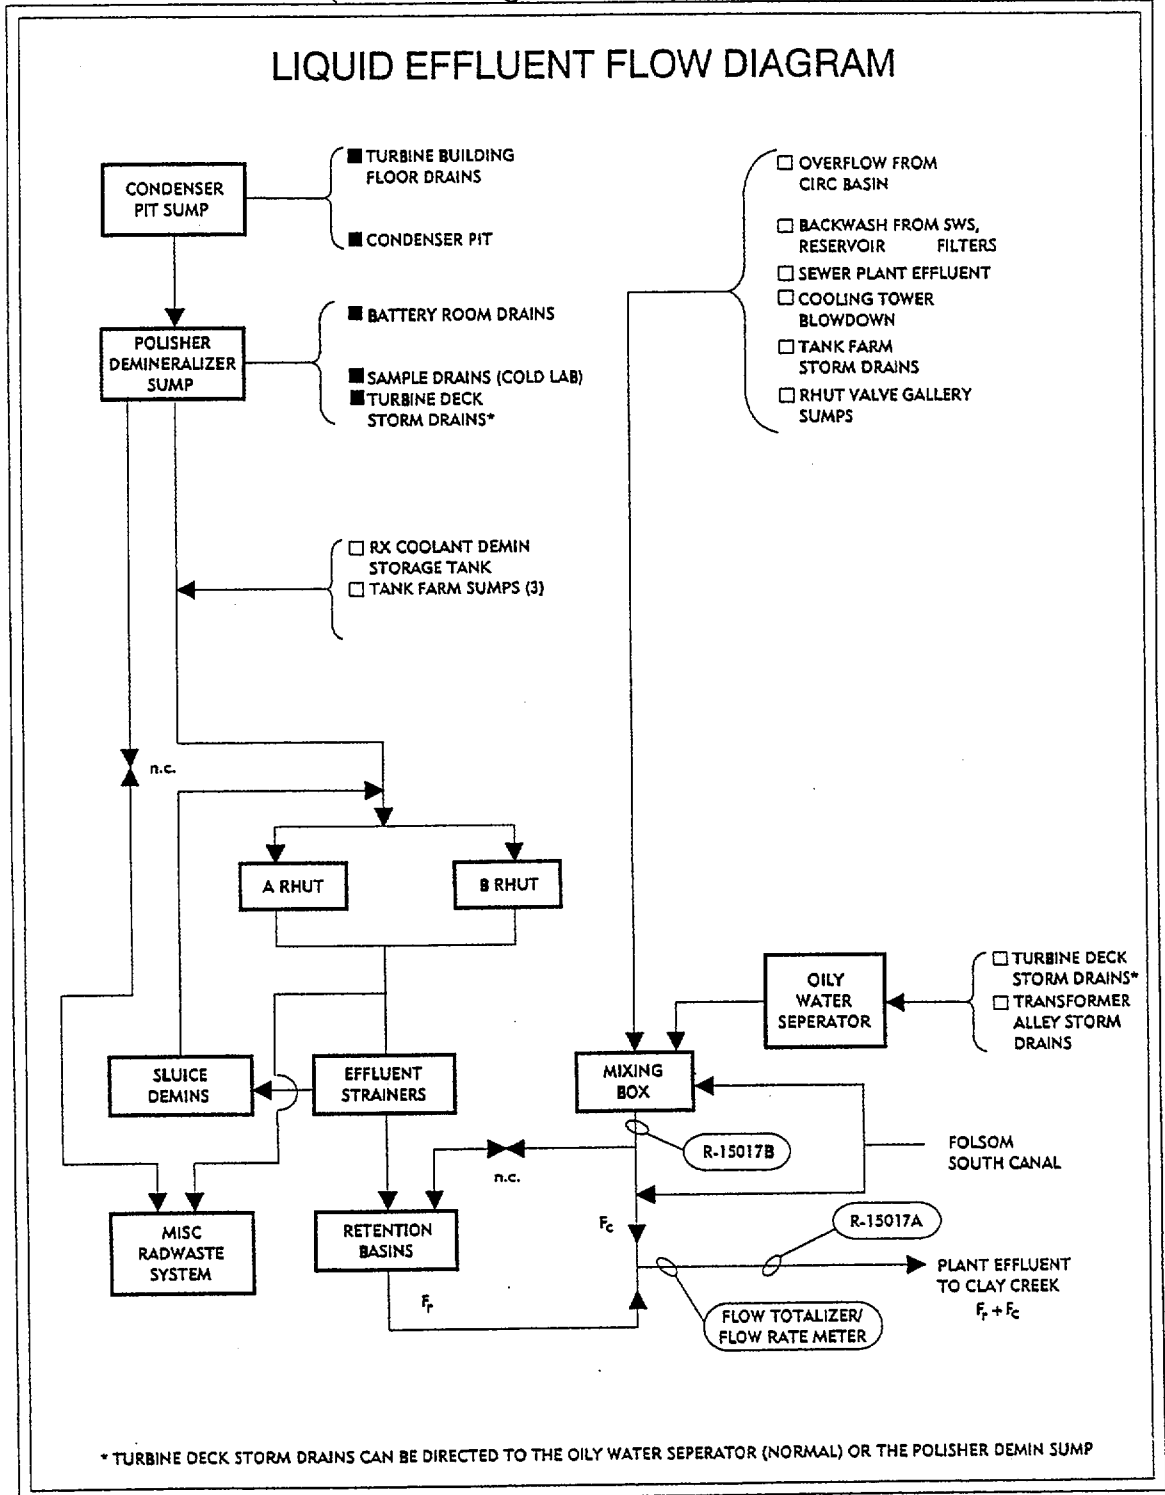 LIQUID EFFLUENT FLOW DIAGRAM
CONDENSER
PIT SUMP
TURBINE BUILDING
FLOOR DRAINS
CONDENSER PIT
POLISHER
DEMINERALIZER
SUMP
BATTERY ROOM DRAINS
SAMPLE DRAINS (COLD LAB)
TURBINE DECK
STORM DRAINS*
OVERFLOW FROM
CIRC BASIN
BACKWASH FROM SWS,
RESERVOIR FILTERS
SEWER PLANT EFFLUENT
COOLING TOWER
BLOWDOWN
TANK FARM
STORM DRAINS
RHUT VALVE GALLERY
SUMPS
RX COOLANT DEMIN
STORAGE TANK
TANK FARM SUMPS (3)
n.c.
A RHUT
B RHUT
OILY
WATER
SEPERATOR
TURBINE DECK
STORM DRAINS*
TRANSFORMER
ALLEY STORM
DRAINS
SLUICE
DEMINS
EFFLUENT
STRAINERS
MIXING
BOX
R-15017B
FOLSOM
SOUTH CANAL
n.c.
MISC
RADWASTE
SYSTEM
RETENTION
BASINS
Fc
R-15017A
PLANT EFFLUENT
TO CLAY CREEK
Fr + Fc
Fr
FLOW TOTALIZER/
FLOW RATE METER
* TURBINE DECK STORM DRAINS CAN BE DIRECTED TO THE OILY WATER SEPERATOR (NORMAL) OR THE POLISHER DEMIN SUMP